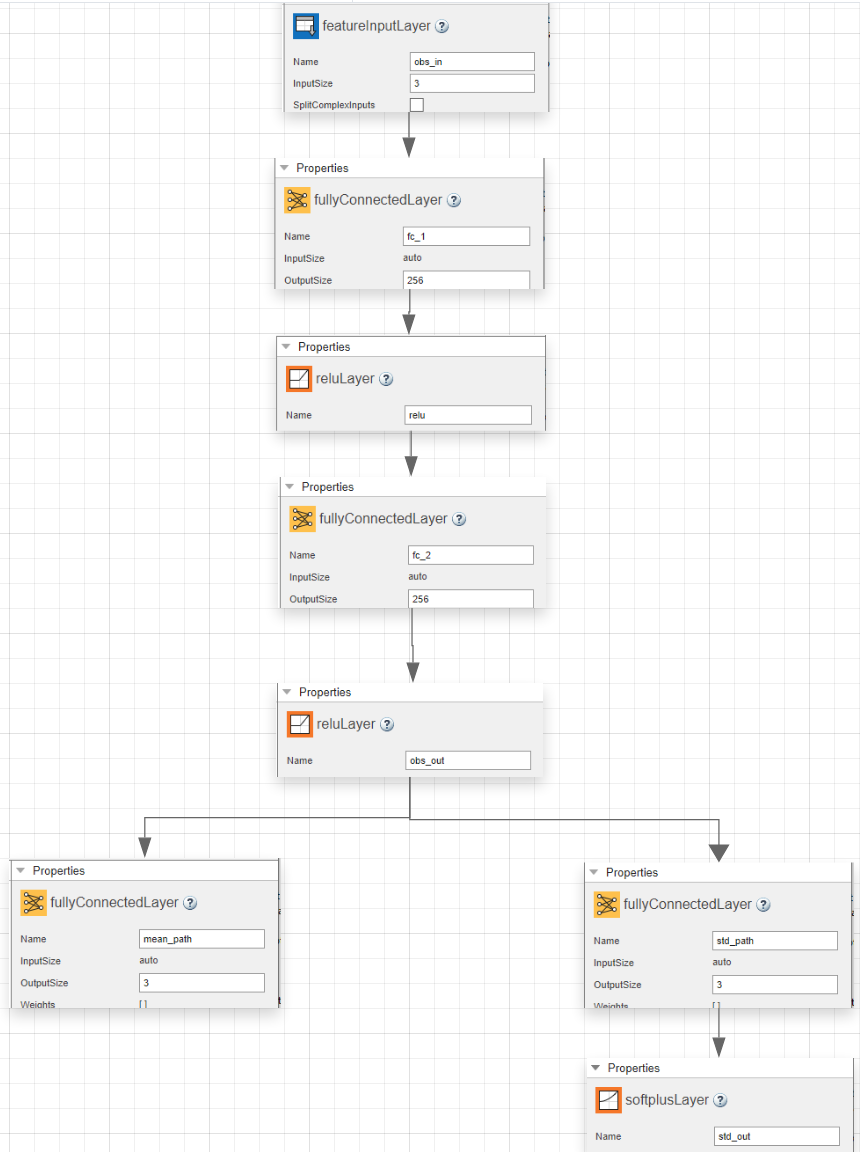 featureInputLayer ?
Name obs_in
InputSize 3
SplitComplexInputs
Properties
fullyConnectedLayer ?
Name fc_1
InputSize auto
OutputSize 256
Properties
reluLayer ?
Name relu
Properties
fullyConnectedLayer ?
Name fc_2
InputSize auto
OutputSize 256
Properties
reluLayer ?
Name obs_out
Properties
fullyConnectedLayer ?
Name mean_path
InputSize auto
OutputSize 3
Weights [ ]
Properties
fullyConnectedLayer ?
Name std_path
InputSize auto
OutputSize 3
Weights [ ]
Properties
softplusLayer ?
Name std_out